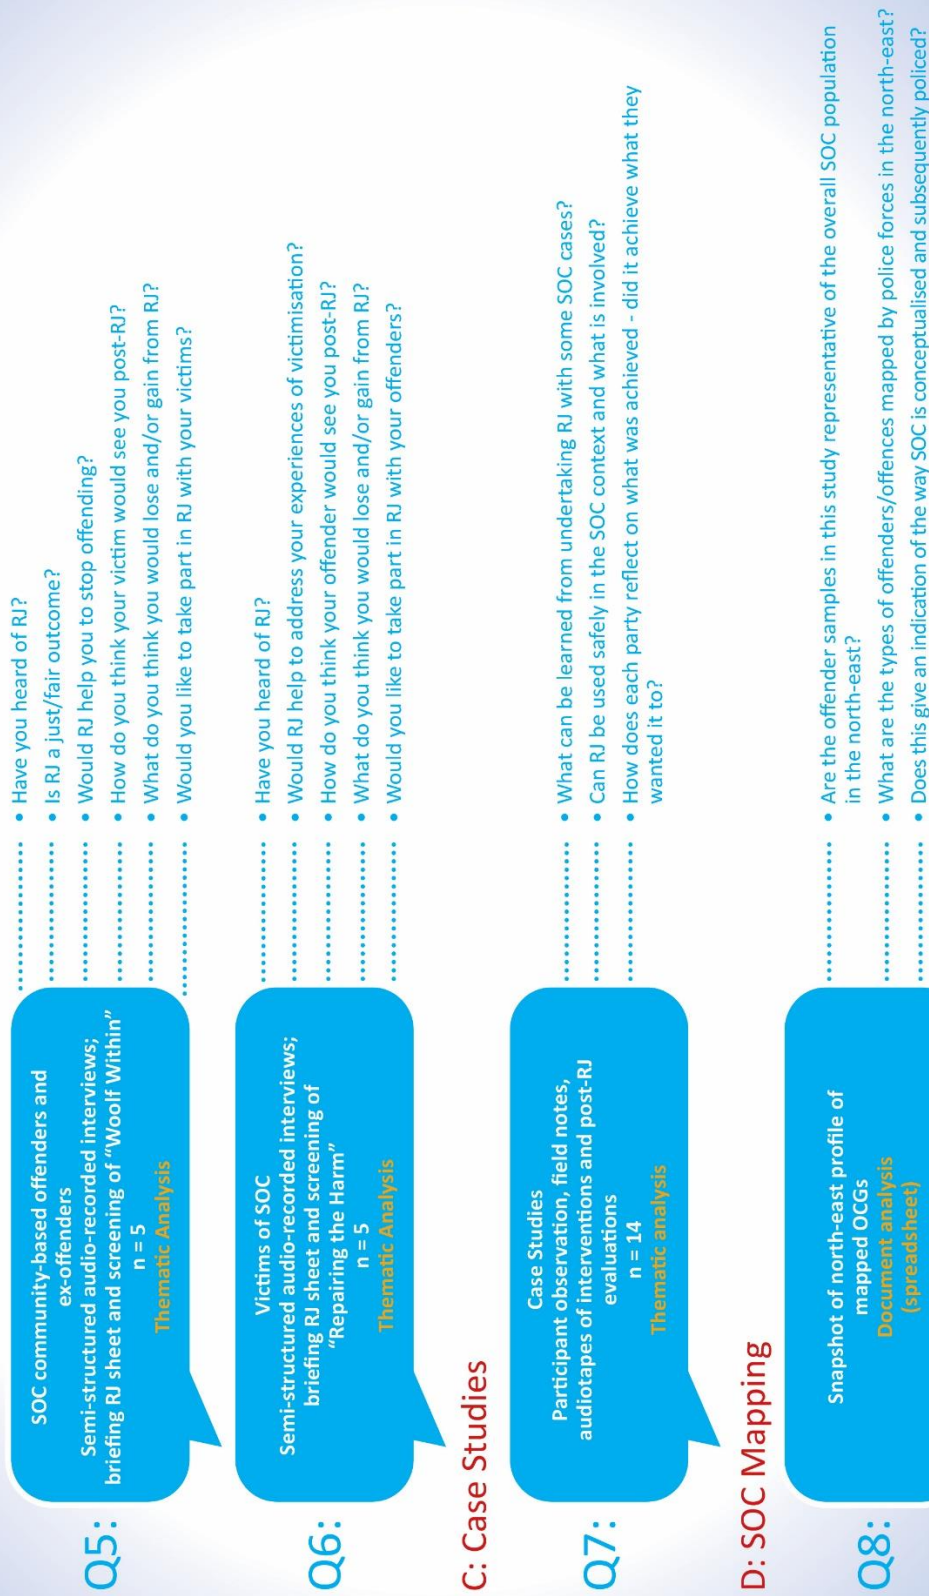 Q5:
SOC community-based offenders and
ex-offenders
Semi-structured audio-recorded interviews;
briefing RJ sheet and screening of “Woolf Within”
n = 5
Thematic Analysis
• Have you heard of RJ?
• Is RJ a just/fair outcome?
• Would RJ help you to stop offending?
• How do you think your victim would see you post-RJ?
• What do you think you would lose and/or gain from RJ?
• Would you like to take part in RJ with your victims?
Q6:
Victims of SOC
Semi-structured audio-recorded interviews;
briefing RJ sheet and screening of
“Repairing the Harm”
n = 5
Thematic Analysis
• Have you heard of RJ?
• Would RJ help to address your experiences of victimisation?
• How do you think your offender would see you post-RJ?
• What do you think you would lose and/or gain from RJ?
• Would you like to take part in RJ with your offenders?
C: Case Studies
Q7:
Case Studies
Participant observation, field notes,
audiotapes of interventions and post-RJ
evaluations
n = 14
Thematic analysis
• What can be learned from undertaking RJ with some SOC cases?
• Can RJ be used safely in the SOC context and what is involved?
• How does each party reflect on what was achieved - did it achieve what they
wanted it to?
D: SOC Mapping
Q8:
Snapshot of north-east profile of
mapped OCGs
Document analysis
(spreadsheet)
• Are the offender samples in this study representative of the overall SOC population
in the north-east?
• What are the types of offenders/offences mapped by police forces in the north-east?
• Does this give an indication of the way SOC is conceptualised and subsequently policed?